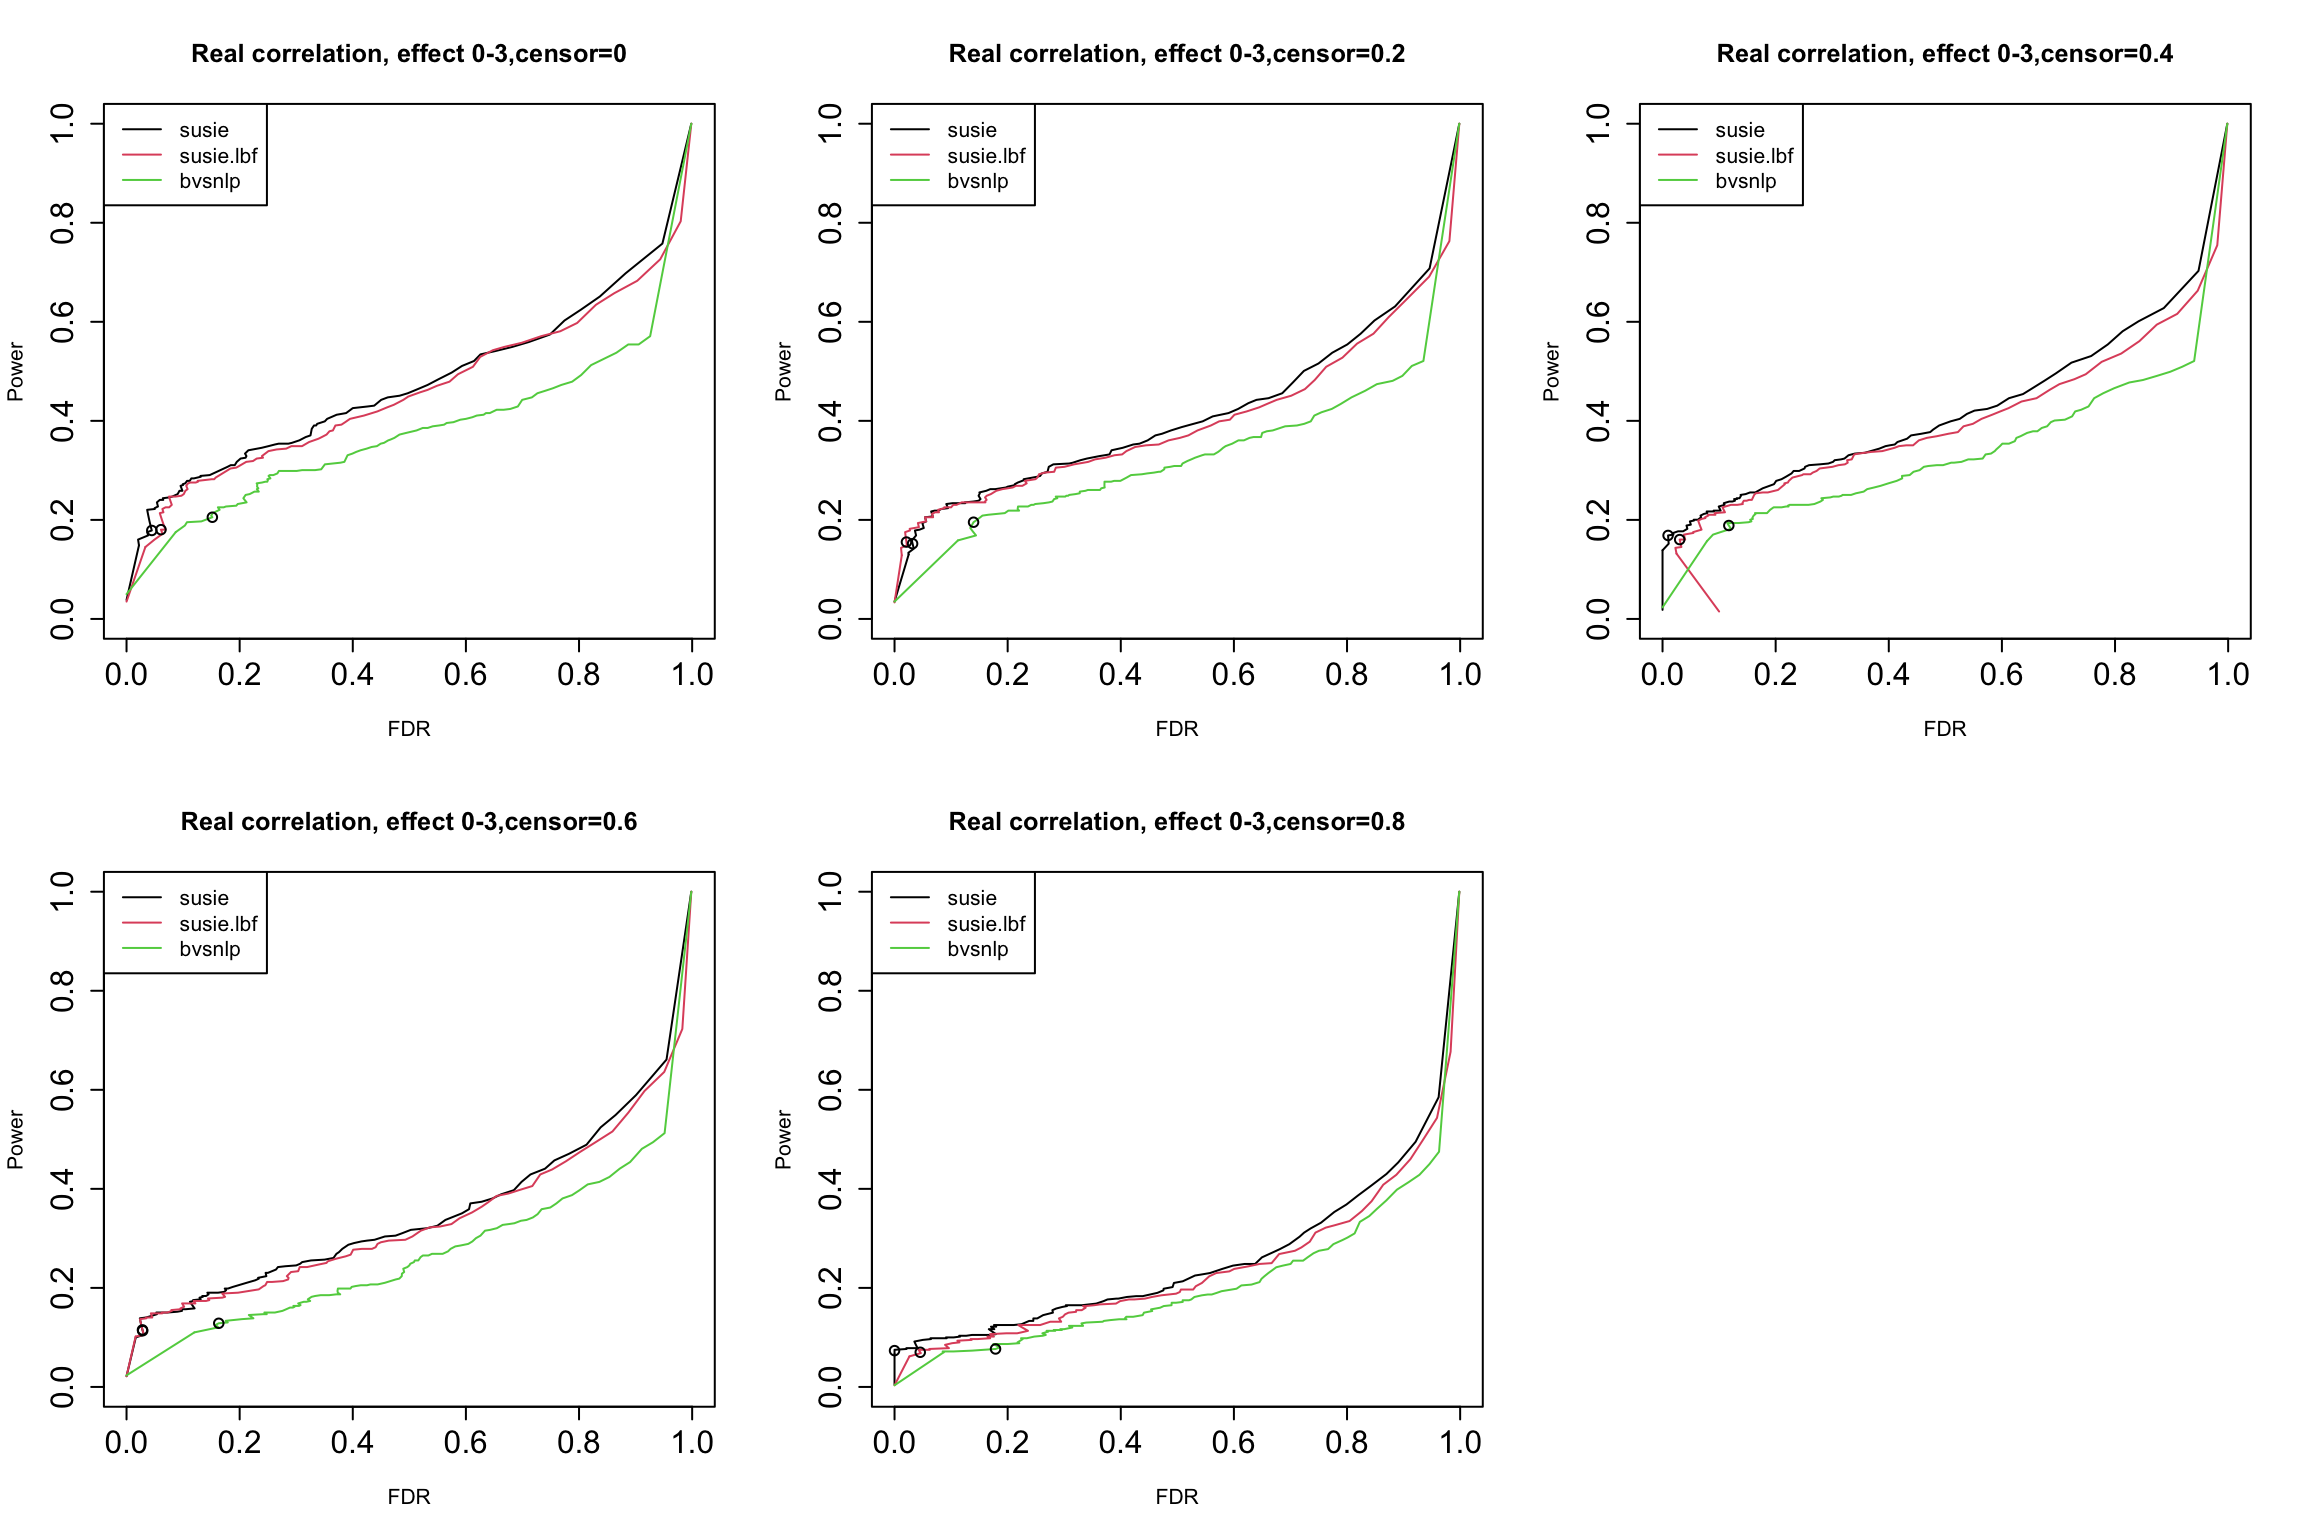 Real correlation, effect 0-3,censor=0
susie
susie.lbf
bvsnlp
Power
0.0 0.2 0.4 0.6 0.8 1.0
0.0 0.2 0.4 0.6 0.8 1.0
FDR
Real correlation, effect 0-3,censor=0.2
susie
susie.lbf
bvsnlp
Power
0.0 0.2 0.4 0.6 0.8 1.0
0.0 0.2 0.4 0.6 0.8 1.0
FDR
Real correlation, effect 0-3,censor=0.4
susie
susie.lbf
bvsnlp
Power
0.0 0.2 0.4 0.6 0.8 1.0
0.0 0.2 0.4 0.6 0.8 1.0
FDR
Real correlation, effect 0-3,censor=0.6
susie
susie.lbf
bvsnlp
Power
0.0 0.2 0.4 0.6 0.8 1.0
0.0 0.2 0.4 0.6 0.8 1.0
FDR
Real correlation, effect 0-3,censor=0.8
susie
susie.lbf
bvsnlp
Power
0.0 0.2 0.4 0.6 0.8 1.0
0.0 0.2 0.4 0.6 0.8 1.0
FDR